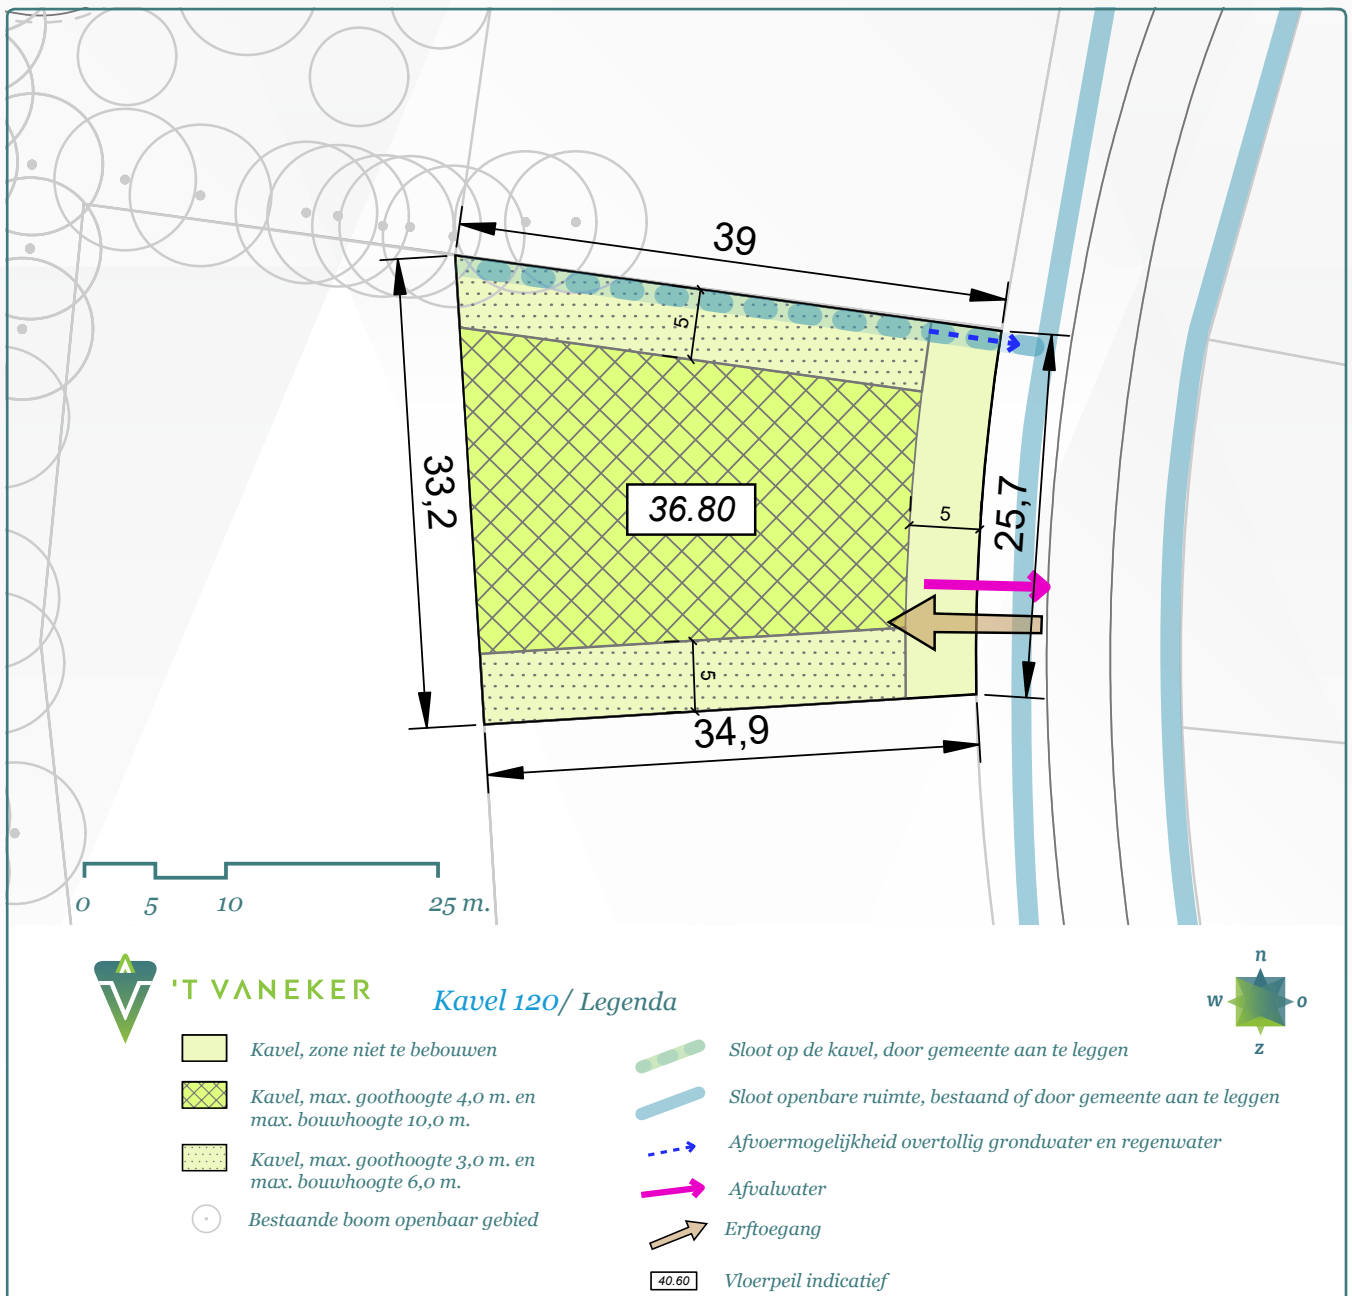 39
5
33,2
36.80
5
25,7
5
34,9
0 5 10 25 m.
'T VANEKER
Kavel 120/ Legenda
n
w o
z
Kavel, zone niet te bebouwen
Kavel, max. goothoogte 4,0 m. en
max. bouwhoogte 10,0 m.
Kavel, max. goothoogte 3,0 m. en
max. bouwhoogte 6,0 m.
Bestaande boom openbaar gebied
Sloot op de kavel, door gemeente aan te leggen
Sloot openbare ruimte, bestaand of door gemeente aan te leggen
Afvoermogelijkheid overtollig grondwater en regenwater
Afvalwater
Erftoegang
40.60 Vloerpeil indicatief